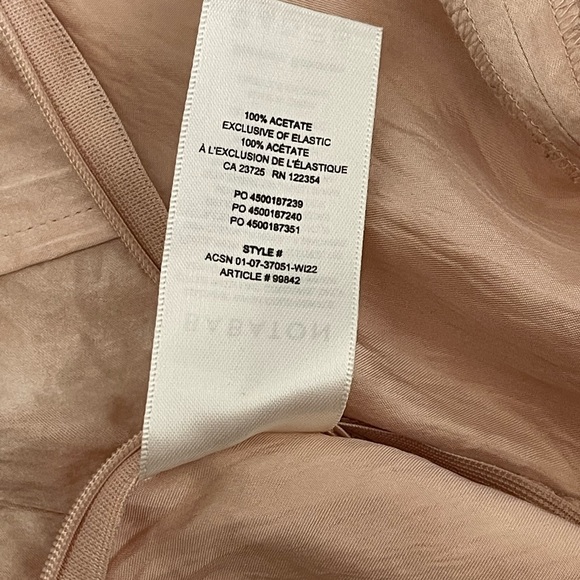 100% ACETATE
EXCLUSIVE OF ELASTIC
100% ACÉTATE
À L'EXCLUSION DE L'ÉLASTIQUE
CA 23725 RN 122354
PO 4500187239
PO 4500187240
PO 4500187351
STYLE #
ACSN 01-07-37051-WI22
ARTICLE # 99842
BABATON